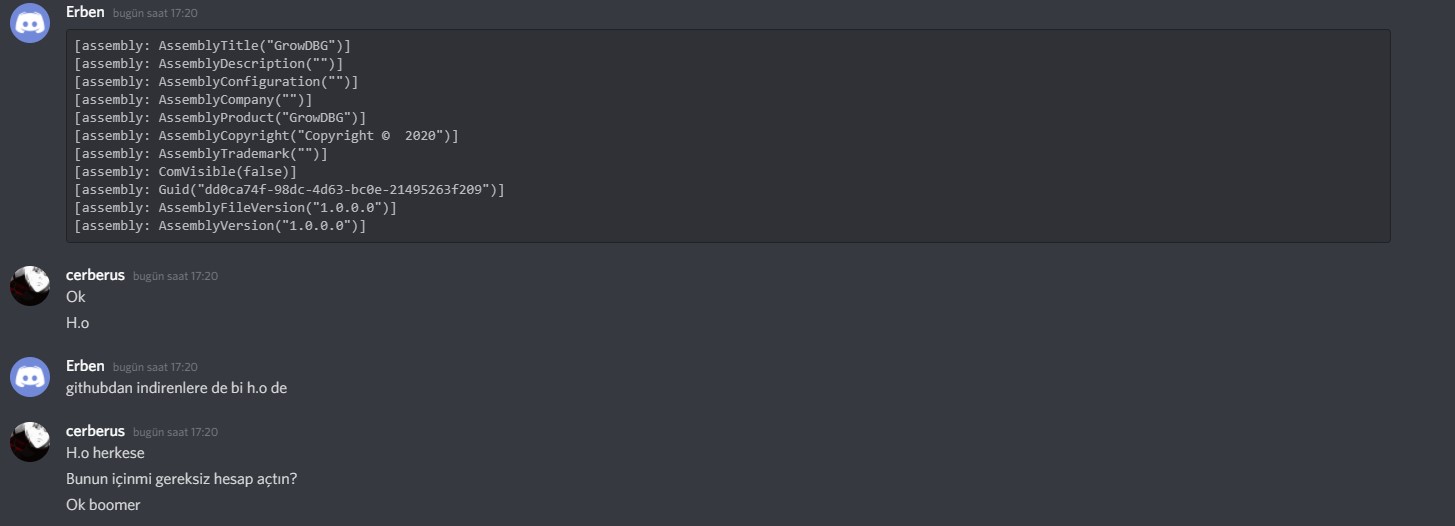 Erben bugün saat 17:20
[assembly: AssemblyTitle("GrowDBG")]
[assembly: AssemblyDescription("")]
[assembly: AssemblyConfiguration("")]
[assembly: AssemblyCompany("")]
[assembly: AssemblyProduct("GrowDBG")]
[assembly: AssemblyCopyright("Copyright ©  2020")]
[assembly: AssemblyTrademark("")]
[assembly: ComVisible(false)]
[assembly: Guid("dd0ca74f-98dc-4d63-bc0e-21495263f209")]
[assembly: AssemblyFileVersion("1.0.0.0")]
[assembly: AssemblyVersion("1.0.0.0")]
cerberus bugün saat 17:20
Ok
H.o
Erben bugün saat 17:20
githubdan indirenlere de bi h.o de
cerberus bugün saat 17:20
H.o herkese
Bunun içinmi gereksiz hesap açtın?
Ok boomer